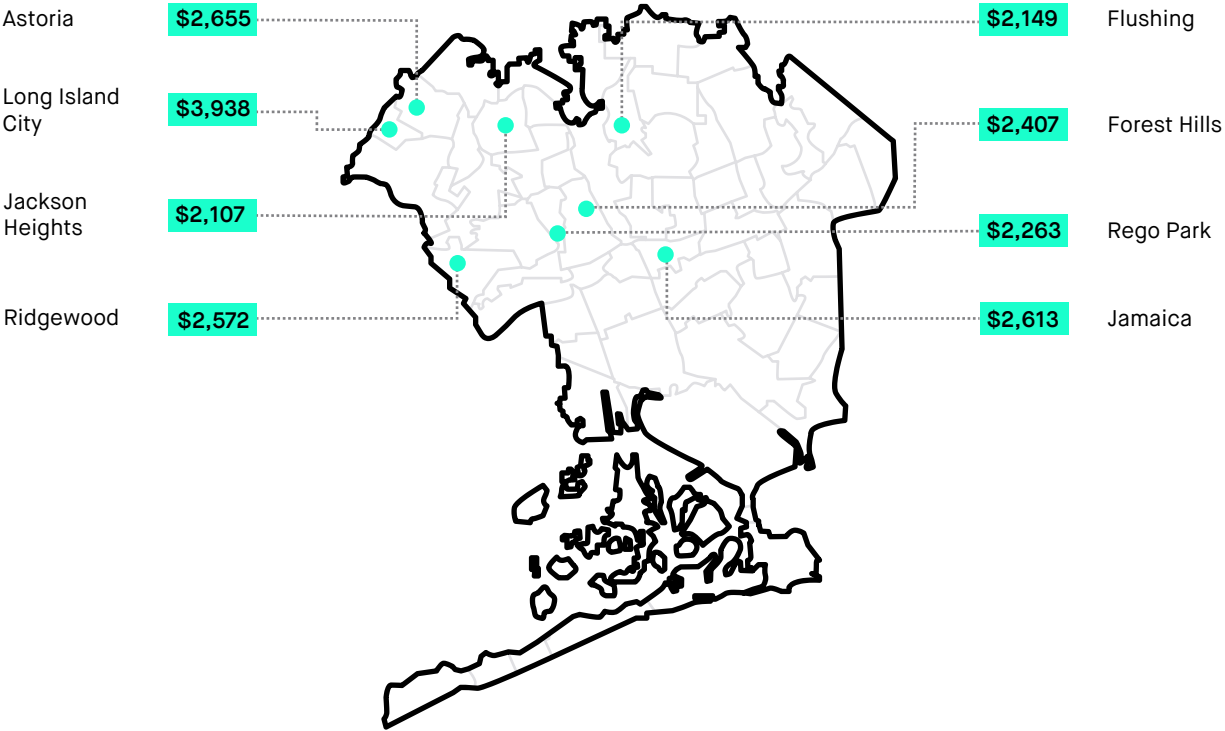 Astoria
$2,655
Long Island
City
$3,938
Jackson
Heights
$2,107
Ridgewood
$2,572
$2,149
Flushing
$2,407
Forest Hills
$2,263
Rego Park
$2,613
Jamaica